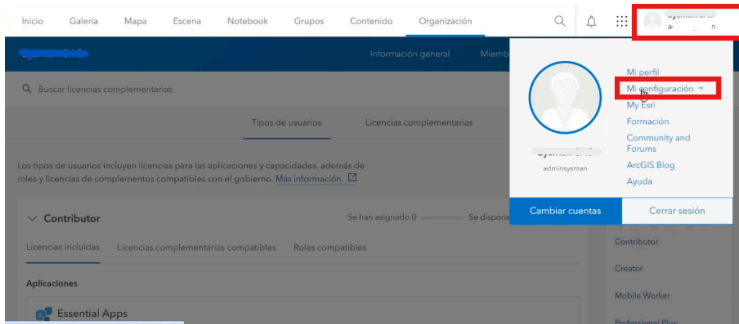 Inicio Galería Mapa Escena Notebook Grupos Contenido Organización
Información general Miemb
Buscar licencias complementarias
Tipos de usuarios Licencias complementarias
Los tipos de usuarios incluyen licencias para las aplicaciones y capacidades, además de
roles y licencias de complementos compatibles con el gobierno. Más información.
Contributor Se han asignado 0 Se dispone
Licencias incluidas Licencias complementarias compatibles Roles compatibles
Aplicaciones
Essential Apps
Mi perfil
Mi configuración →
My Esri
Formación
Community and
Forums
ArcGIS Blog
Ayuda
adminsysman
Cambiar cuentas Cerrar sesión
Contributor
Creator
Mobile Worker
Professional Plus